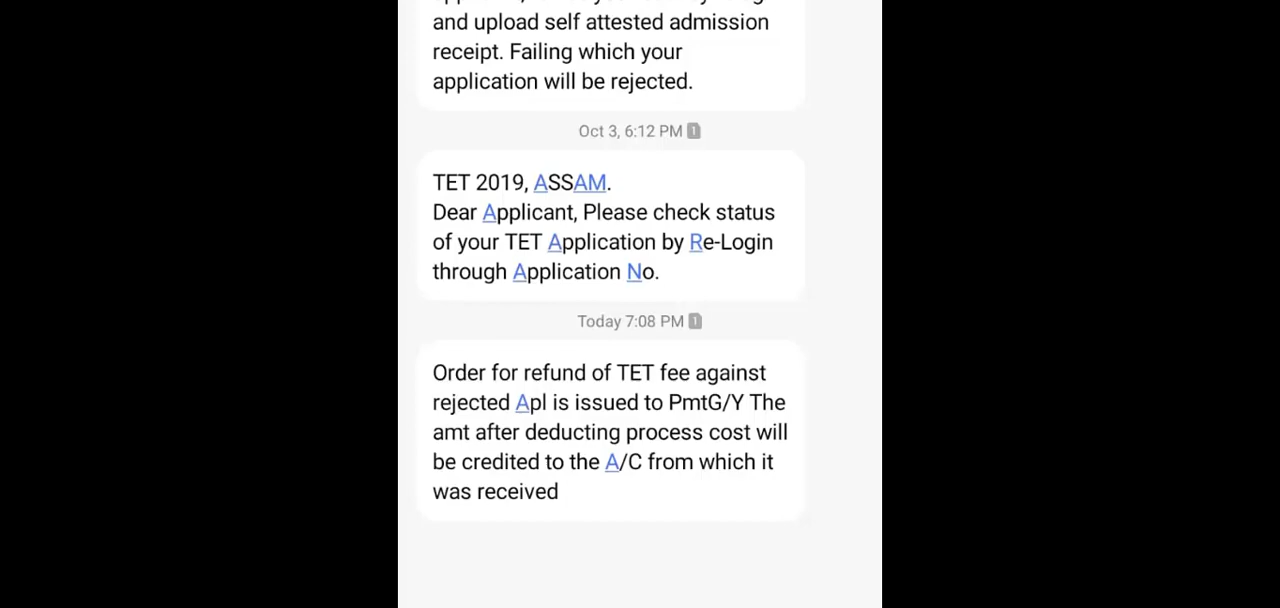 and upload self attested admission
receipt. Failing which your
application will be rejected.
Oct 3, 6:12 PM 1
TET 2019, ASSAM.
Dear Applicant, Please check status
of your TET Application by Re-Login
through Application No.
Today 7:08 PM 1
Order for refund of TET fee against
rejected Apl is issued to PmtG/Y The
amt after deducting process cost will
be credited to the A/C from which it
was received